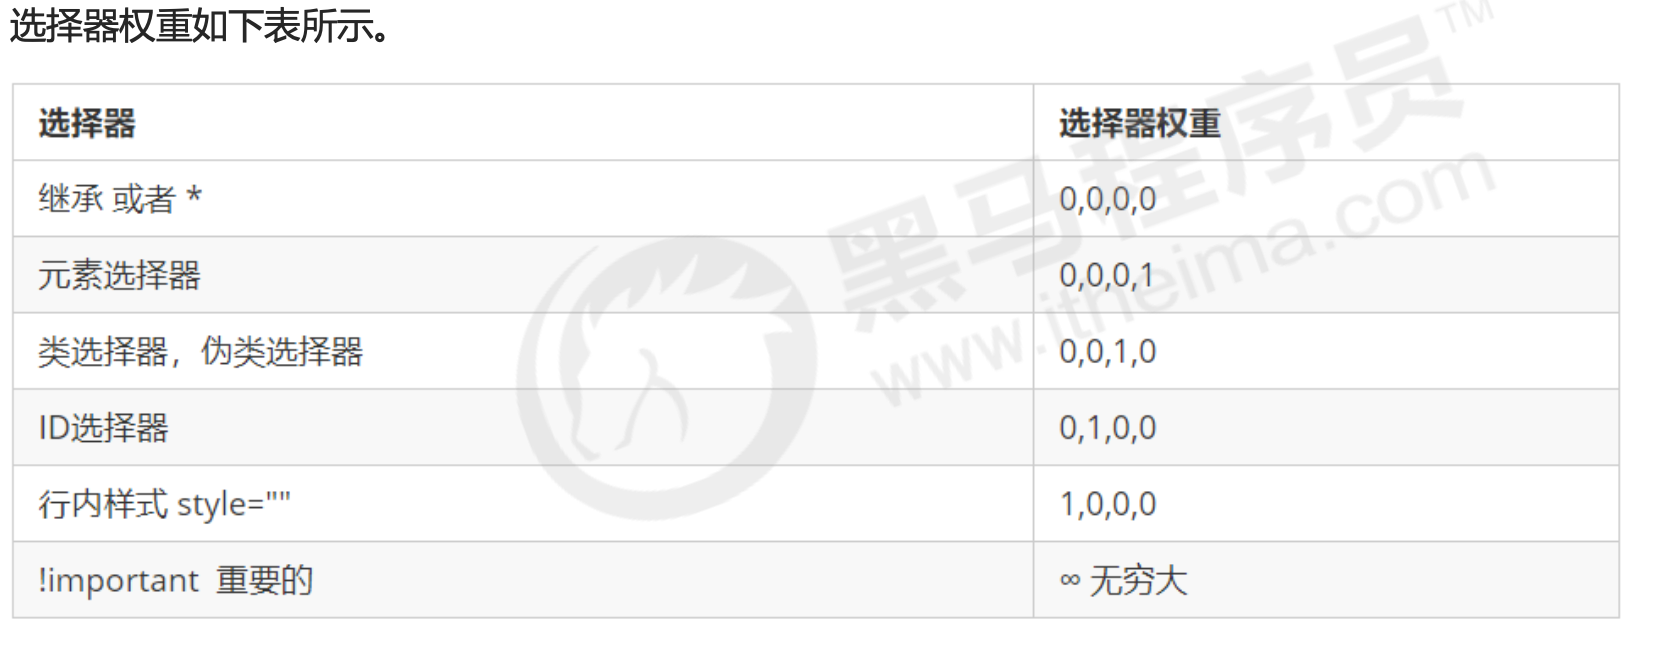 选择器权重如下表所示。
选择器 选择器权重
继承 或者 * 0,0,0,0
元素选择器 0,0,0,1
类选择器，伪类选择器 0,0,1,0
ID选择器 0,1,0,0
行内样式 style="" 1,0,0,0
!important 重要的 ∞ 无穷大
黑马程序员™
www.itheima.com